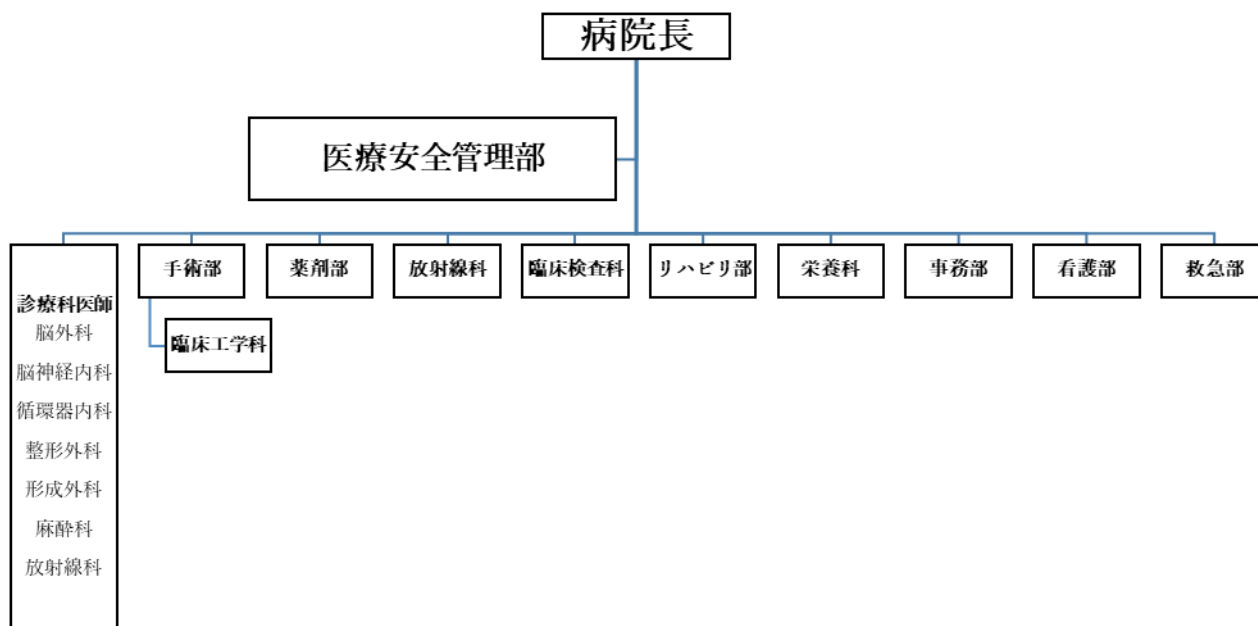 病院長
医療安全管理部
診療科医師
脳外科
脳神経内科
循環器内科
整形外科
形成外科
麻酔科
放射線科
手術部
臨床工学科
薬剤部
放射線科
臨床検査科
リハビリ部
栄養科
事務部
看護部
救急部